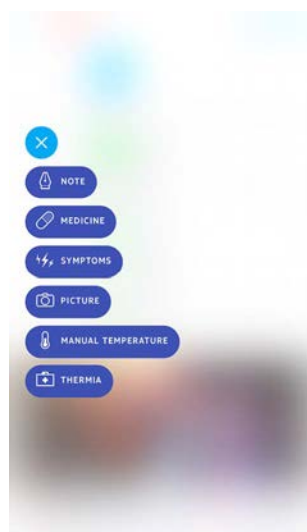 NOTE
MEDICINE
SYMPTOMS
PICTURE
MANUAL TEMPERATURE
THERMIA